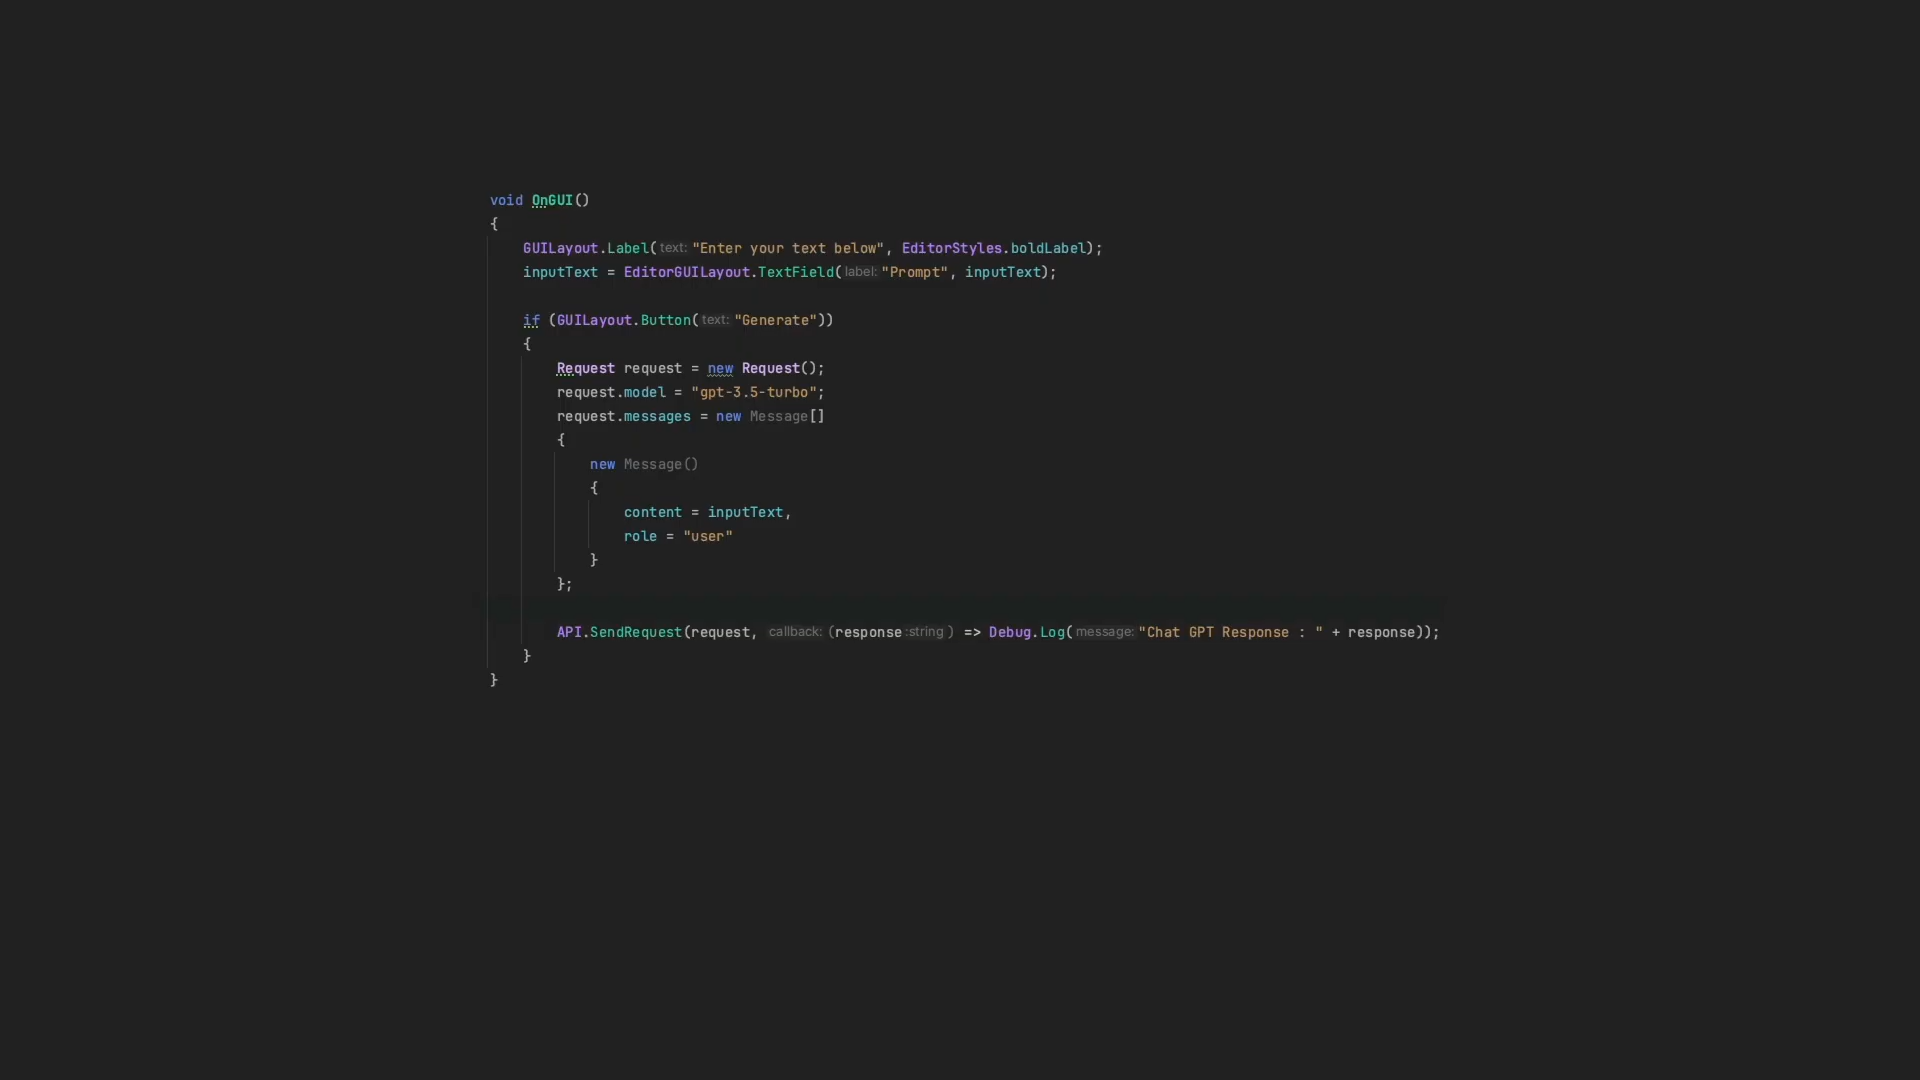 void OnGUI()
{
GUILayout.Label( text: "Enter your text below", EditorStyles.boldLabel);
inputText = EditorGUILayout.TextField( label: "Prompt", inputText);
if (GUILayout.Button( text: "Generate"))
{
Request request = new Request();
request.model = "gpt-3.5-turbo";
request.messages = new Message[]
{
new Message()
{
content = inputText,
role = "user"
}
};
API.SendRequest(request, callback: (response :string ) => Debug.Log( message: "Chat GPT Response : " + response));
}
}